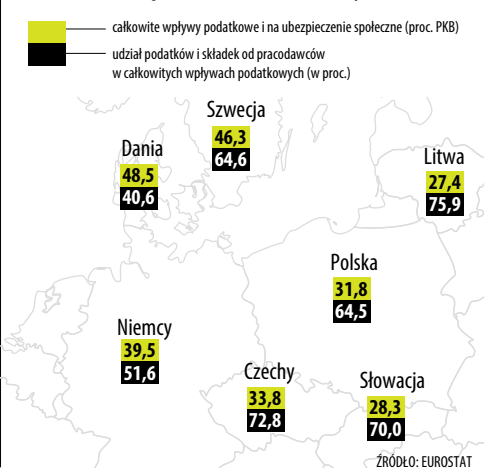 całkowite wpływy podatkowe i na ubezpieczenie społeczne (proc. PKB)
udział podatków i składek od pracodawców
w całkowitych wpływach podatkowych (w proc.)
Szwecja
46,3
64,6
Dania
48,5
40,6
Litwa
27,4
75,9
Polska
31,8
64,5
Niemcy
39,5
51,6
Czechy
33,8
72,8
Słowacja
28,3
70,0
ŹRÓDŁO: EUROSTAT